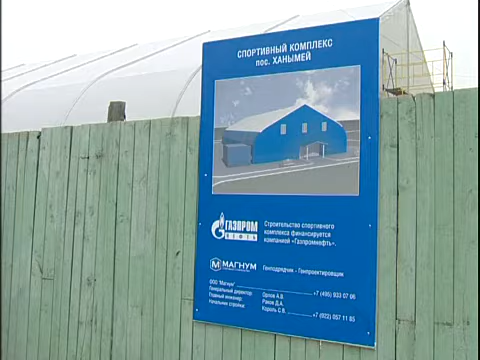 СПОРТИВНЫЙ КОМПЛЕКС
пос. ХАНЫМЕЙ
ГАЗПРОМ
НЕФТЬ
Строительство спортивного
комплекса финансируется
компанией «Газпромнефть».
МАГНУМ
Генподрядчик - Генпроектировщик
ООО "Магнум"
Генеральный директор
Орлов А.В.
+7 (495) 933 07 06
Главный инженер
Раков Д.А.
Начальник стройки
Король С.В.
+7 (922) 057 11 85